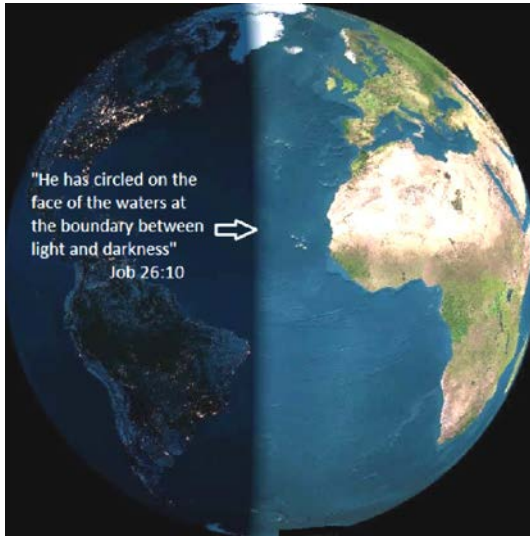 "He has circled on the
face of the waters at
the boundary between
light and darkness"
Job 26:10